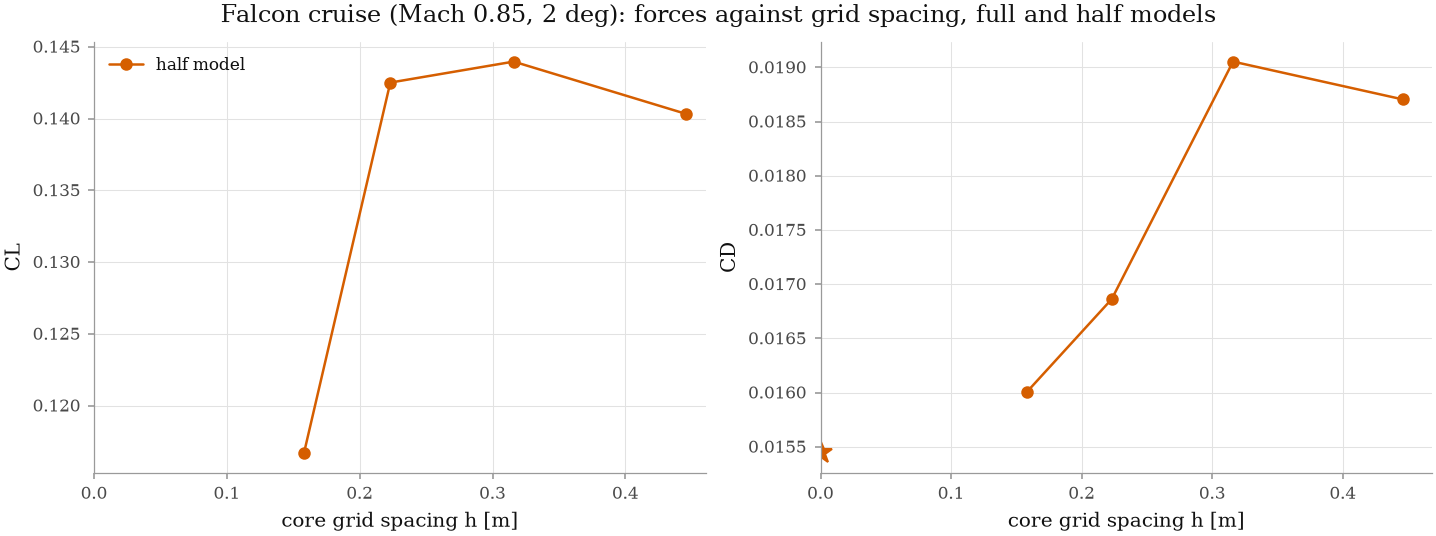 Falcon cruise (Mach 0.85, 2 deg): forces against grid spacing, full and half models
half model
CL
0.145
0.140
0.135
0.130
0.125
0.120
0.0 0.1 0.2 0.3 0.4
core grid spacing h [m]
CD
0.0190
0.0185
0.0180
0.0175
0.0170
0.0165
0.0160
0.0155
0.0 0.1 0.2 0.3 0.4
core grid spacing h [m]